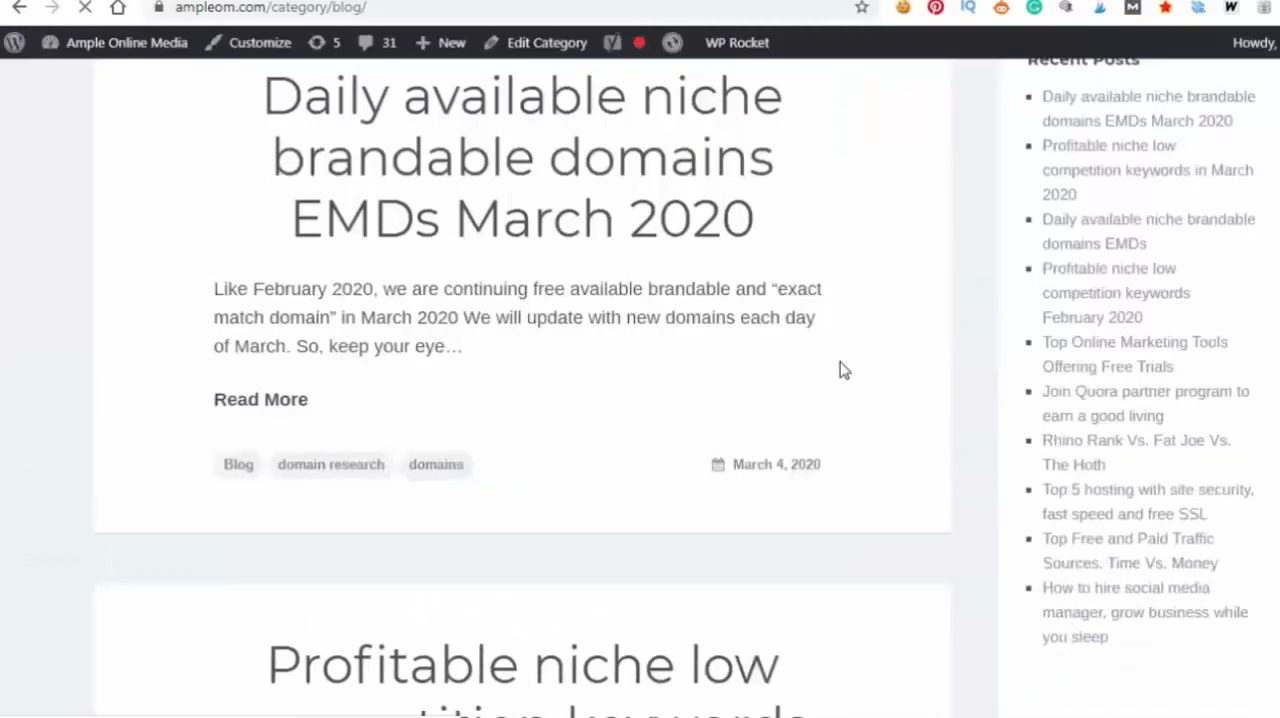 ampleom.com/category/blog/
Ample Online Media Customize 5 31 New Edit Category WP Rocket Howdy,
Daily available niche
brandable domains
EMDs March 2020
Like February 2020, we are continuing free available brandable and “exact
match domain” in March 2020 We will update with new domains each day
of March. So, keep your eye…
Read More
Blog domain research domains March 4, 2020
Profitable niche low
Recent Posts
Daily available niche brandable
domains EMDs March 2020
Profitable niche low
competition keywords in March
2020
Daily available niche brandable
domains EMDs
Profitable niche low
competition keywords
February 2020
Top Online Marketing Tools
Offering Free Trials
Join Quora partner program to
earn a good living
Rhino Rank Vs. Fat Joe Vs.
The Hoth
Top 5 hosting with site security,
fast speed and free SSL
Top Free and Paid Traffic
Sources. Time Vs. Money
How to hire social media
manager, grow business while
you sleep